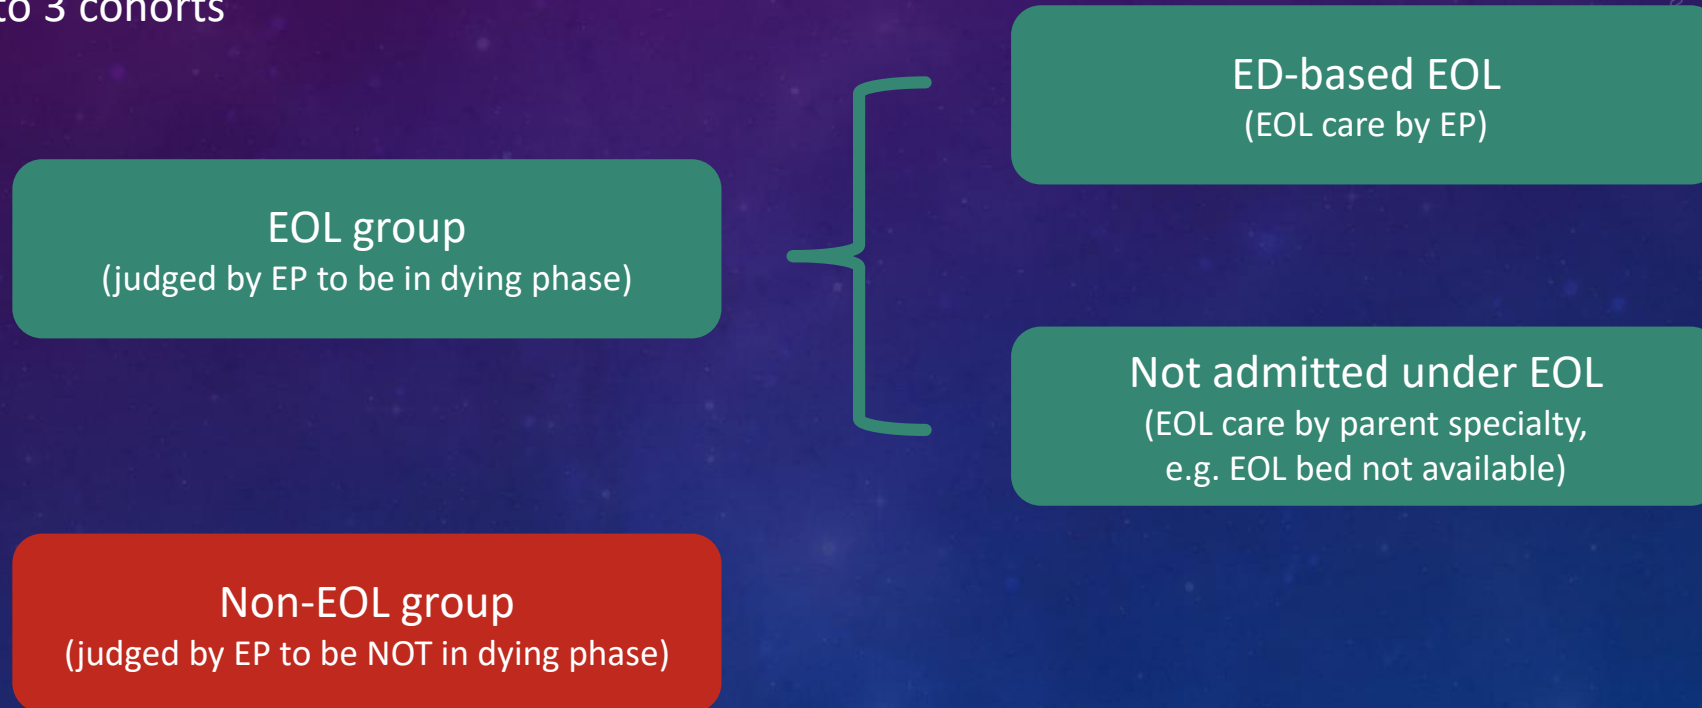 to 3 cohorts
EOL group
(judged by EP to be in dying phase)
ED-based EOL
(EOL care by EP)
Not admitted under EOL
(EOL care by parent specialty,
e.g. EOL bed not available)
Non-EOL group
(judged by EP to be NOT in dying phase)